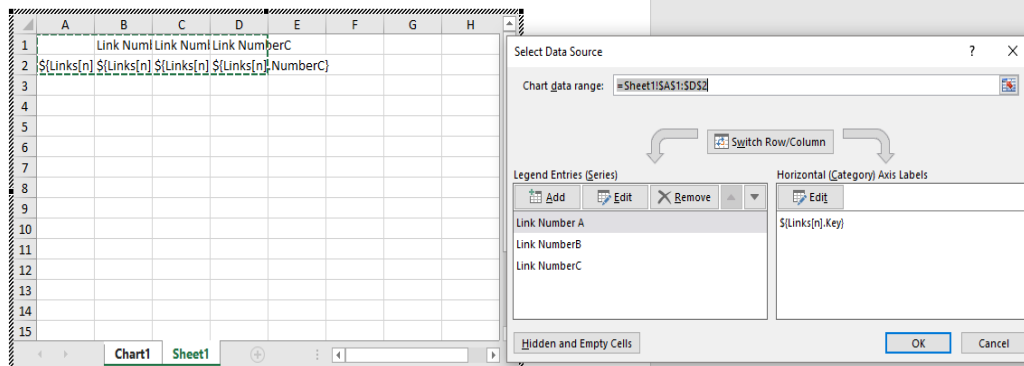 A B C D E F G H
1 Link Numl Link Numl Link NumberC
2 ${Links[n] ${Links[n] ${Links[n] ${Links[n].NumberC}
3
4
5
6
7
8
9
10
11
12
13
14
15
Chart1 Sheet1
Select Data Source ? X
Chart data range: =Sheet1!$A$1:$D$2
Switch Row/Column
Legend Entries (Series) Horizontal (Category) Axis Labels
Add Edit Remove Edit
Link Number A ${Links[n].Key}
Link NumberB
Link NumberC
Hidden and Empty Cells OK Cancel